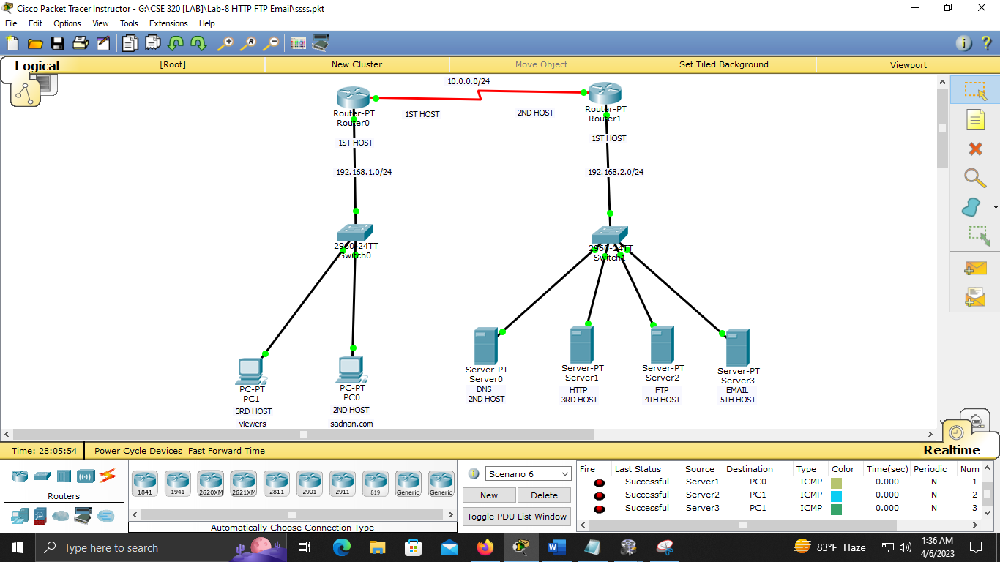 Cisco Packet Tracer Instructor - G:\CSE 320 [LAB]\Lab-8 HTTP FTP Email\ssss.pkt
File Edit Options View Tools Extensions Help
Logical [Root] New Cluster Move Object Set Tiled Background Viewport
10.0.0.0/24
Router-PT
Router0
1ST HOST
2ND HOST
Router-PT
Router1
1ST HOST
1ST HOST
192.168.1.0/24
192.168.2.0/24
2960-24TT
Switch0
2960-24TT
Switch1
PC-PT
PC1
3RD HOST
viewers
PC-PT
PC0
2ND HOST
sadnan.com
Server-PT
Server0
DNS
2ND HOST
Server-PT
Server1
HTTP
3RD HOST
Server-PT
Server2
FTP
4TH HOST
Server-PT
Server3
EMAIL
5TH HOST
Time: 28:05:54 Power Cycle Devices Fast Forward Time Realtime
Routers
1841 1941 2620XM 2621XM 2811 2901 2911 819 Generic Generic
Automatically Choose Connection Type
Scenario 6
New Delete
Toggle PDU List Window
Fire Last Status Source Destination Type Color Time(sec) Periodic Num
Successful Server1 PC0 ICMP 0.000 N 1
Successful Server2 PC1 ICMP 0.000 N 2
Successful Server3 PC1 ICMP 0.000 N 3
Type here to search
83°F Haze
1:36 AM
4/6/2023